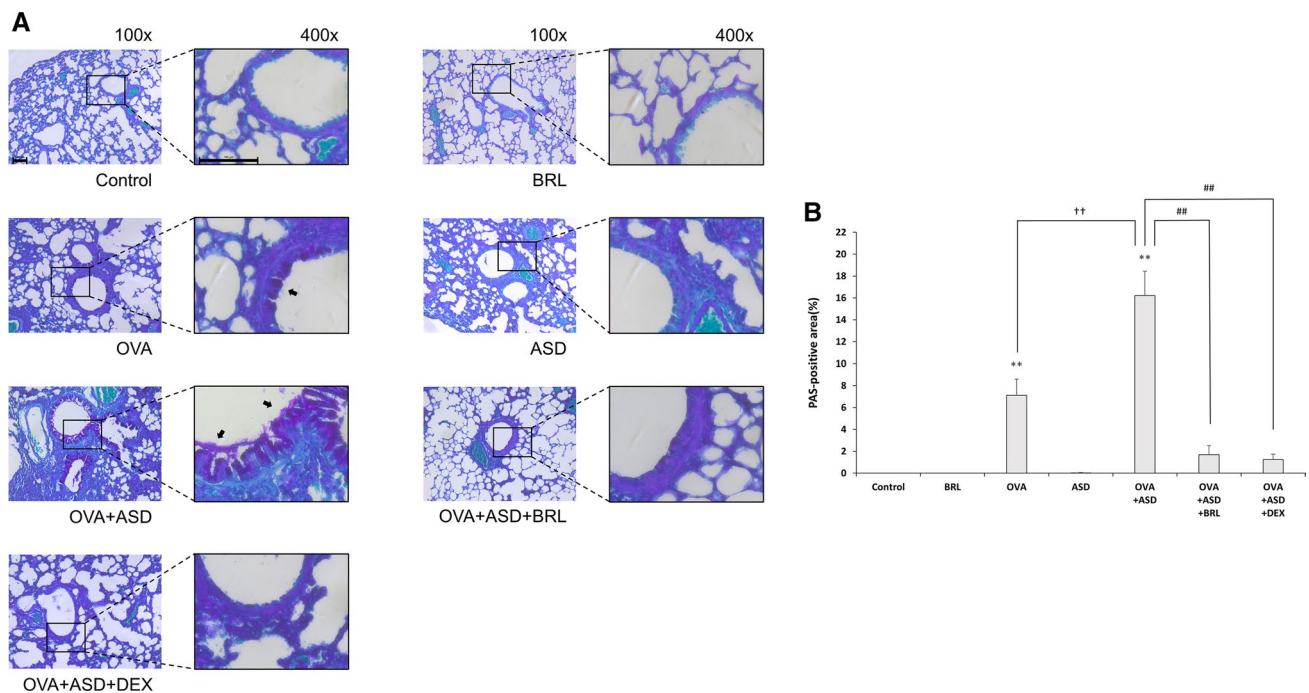 A
100x 400x
Control
100x 400x
BRL
OVA
ASD
OVA+ASD
OVA+ASD+BRL
OVA+ASD+DEX
B
##
††
##
PAS-positive area(%)
22
20
18
16
14
12
10
8
6
4
2
0
**
**
Control
BRL
OVA
ASD
OVA
+ASD
OVA
+ASD
+BRL
OVA
+ASD
+DEX